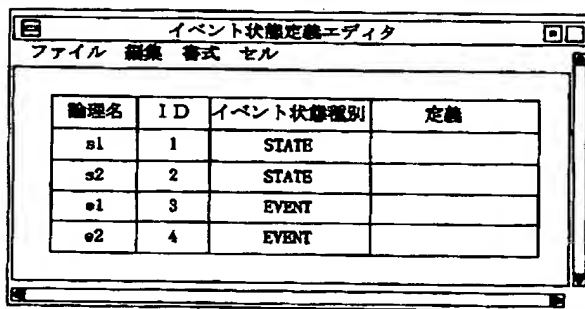 イベント状態定義エディタ
ファイル 編集 書式 セル
論理名 ID イベント状態種別 定義
s1 1 STATE
s2 2 STATE
e1 3 EVENT
e2 4 EVENT